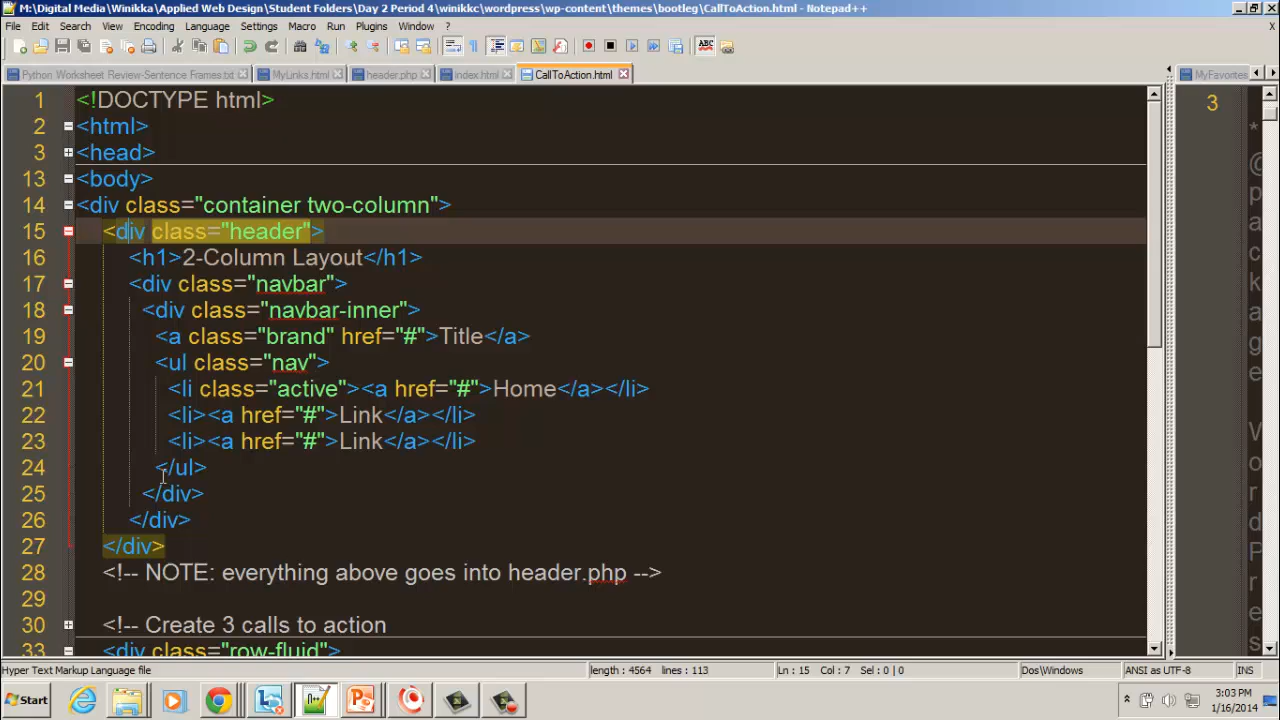 M:\Digital Media\Winikka\Applied Web Design\Student Folders\Day 2 Period 4\winikkc\wordpress\wp-content\themes\bootleg\CallToAction.html - Notepad++
File Edit Search View Encoding Language Settings Macro Run Plugins Window ? X
Python Worksheet Review-Sentence Frames.txt MyLinks.html header.php index.html CallToAction.html MyFavorites
1 <!DOCTYPE html>
2 <html>
3 <head>
13 <body>
14 <div class="container two-column">
15 <div class="header">
16 <h1>2-Column Layout</h1>
17 <div class="navbar">
18 <div class="navbar-inner">
19 <a class="brand" href="#">Title</a>
20 <ul class="nav">
21 <li class="active"><a href="#">Home</a></li>
22 <li><a href="#">Link</a></li>
23 <li><a href="#">Link</a></li>
24 </ul>
25 </div>
26 </div>
27 </div>
28 <!-- NOTE: everything above goes into header.php -->
29
30 <!-- Create 3 calls to action
33 <div class="row-fluid">
3
*
@
p
a
c
k
a
g
e
W
o
r
d
P
r
e
s
Hyper Text Markup Language file length : 4564 lines : 113 Ln : 15 Col : 7 Sel : 0 | 0 Dos\Windows ANSI as UTF-8 INS
Start 3:03 PM
1/16/2014